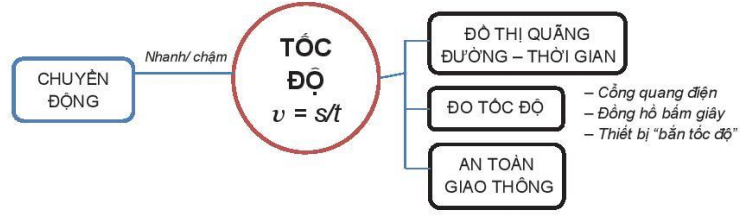 CHUYỂN
ĐỘNG
Nhanh/ chậm
TỐC
ĐỘ
v = s/t
ĐỒ THỊ QUÃNG
ĐƯỜNG – THỜI GIAN
ĐO TỐC ĐỘ
– Cổng quang điện
– Đồng hồ bấm giây
– Thiết bị "bắn tốc độ"
AN TOÀN
GIAO THÔNG